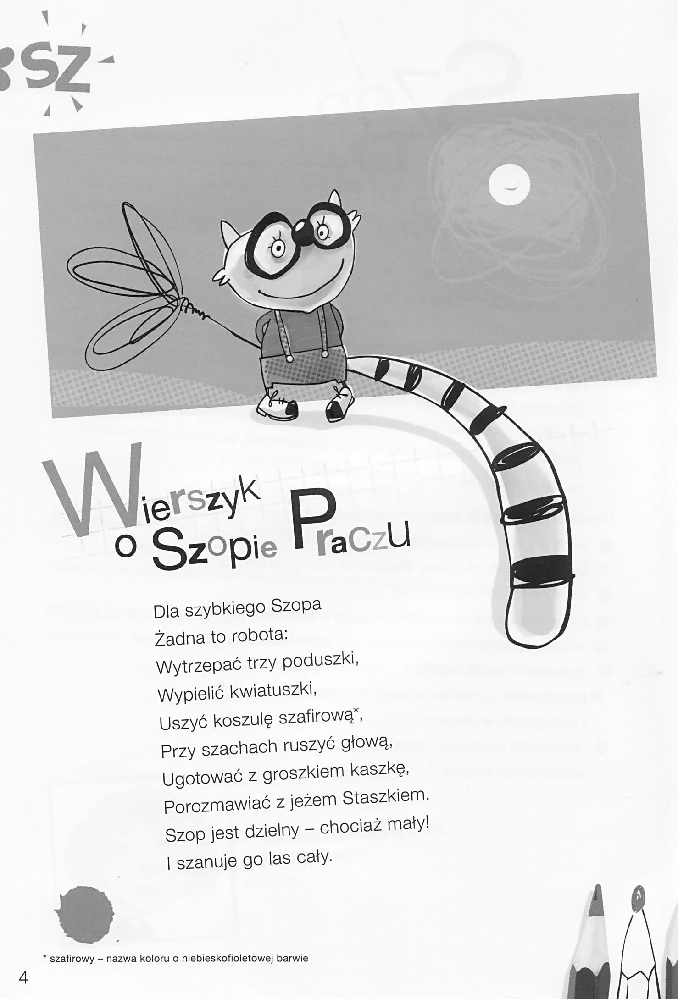 SZ
Wierszyk
o Szopie Praczu
Dla szybkiego Szopa
Żadna to robota:
Wytrzepać trzy poduszki,
Wypielić kwiatuszki,
Uszyć koszulę szafirową*,
Przy szachach ruszyć głową,
Ugotować z groszkiem kaszkę,
Porozmawiać z jeżem Staszkiem.
Szop jest dzielny – chociaż mały!
I szanuje go las cały.
* szafirowy – nazwa koloru o niebieskofioletowej barwie
4